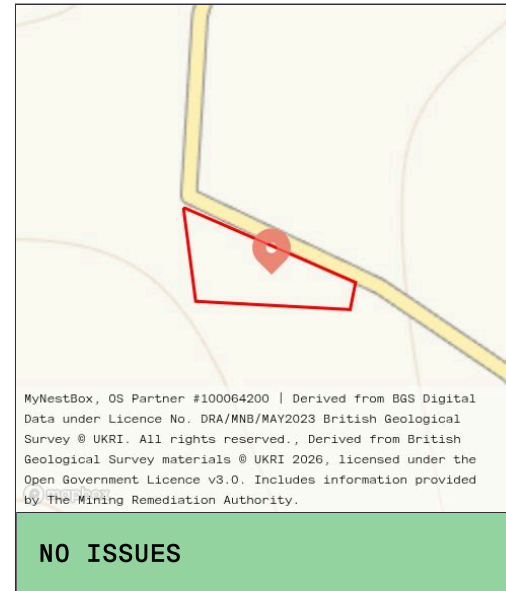 MyNestBox, OS Partner #100064200 | Derived from BGS Digital
Data under Licence No. DRA/MNB/MAY2023 British Geological
Survey © UKRI. All rights reserved., Derived from British
Geological Survey materials © UKRI 2026, licensed under the
Open Government Licence v3.0. Includes information provided
by The Mining Remediation Authority.
mapbox
NO ISSUES